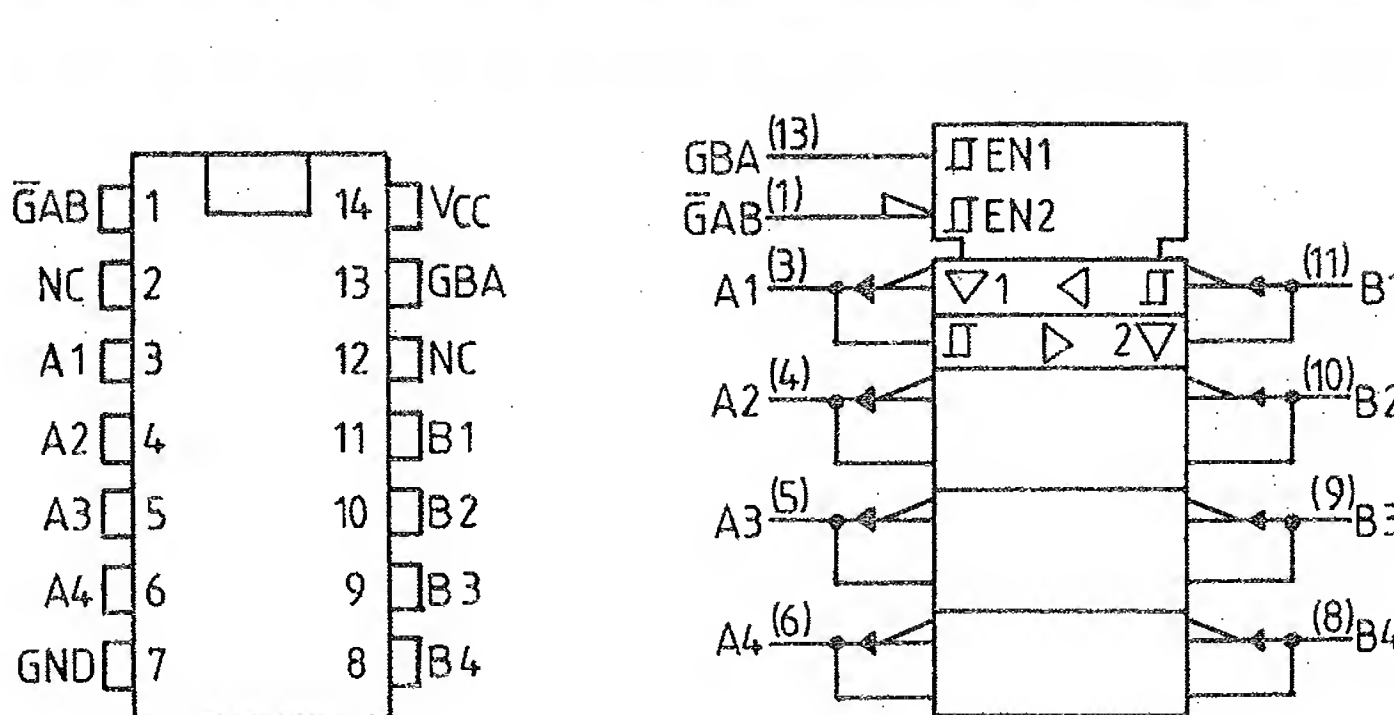 G̅AB 1 14 VCC
NC 2 13 GBA
A1 3 12 NC
A2 4 11 B1
A3 5 10 B2
A4 6 9 B3
GND 7 8 B4
GBA (13) EN1
G̅AB (1) EN2
A1 (3) 1 (11) B1
2
A2 (4) (10) B2
A3 (5) (9) B3
A4 (6) (8) B4